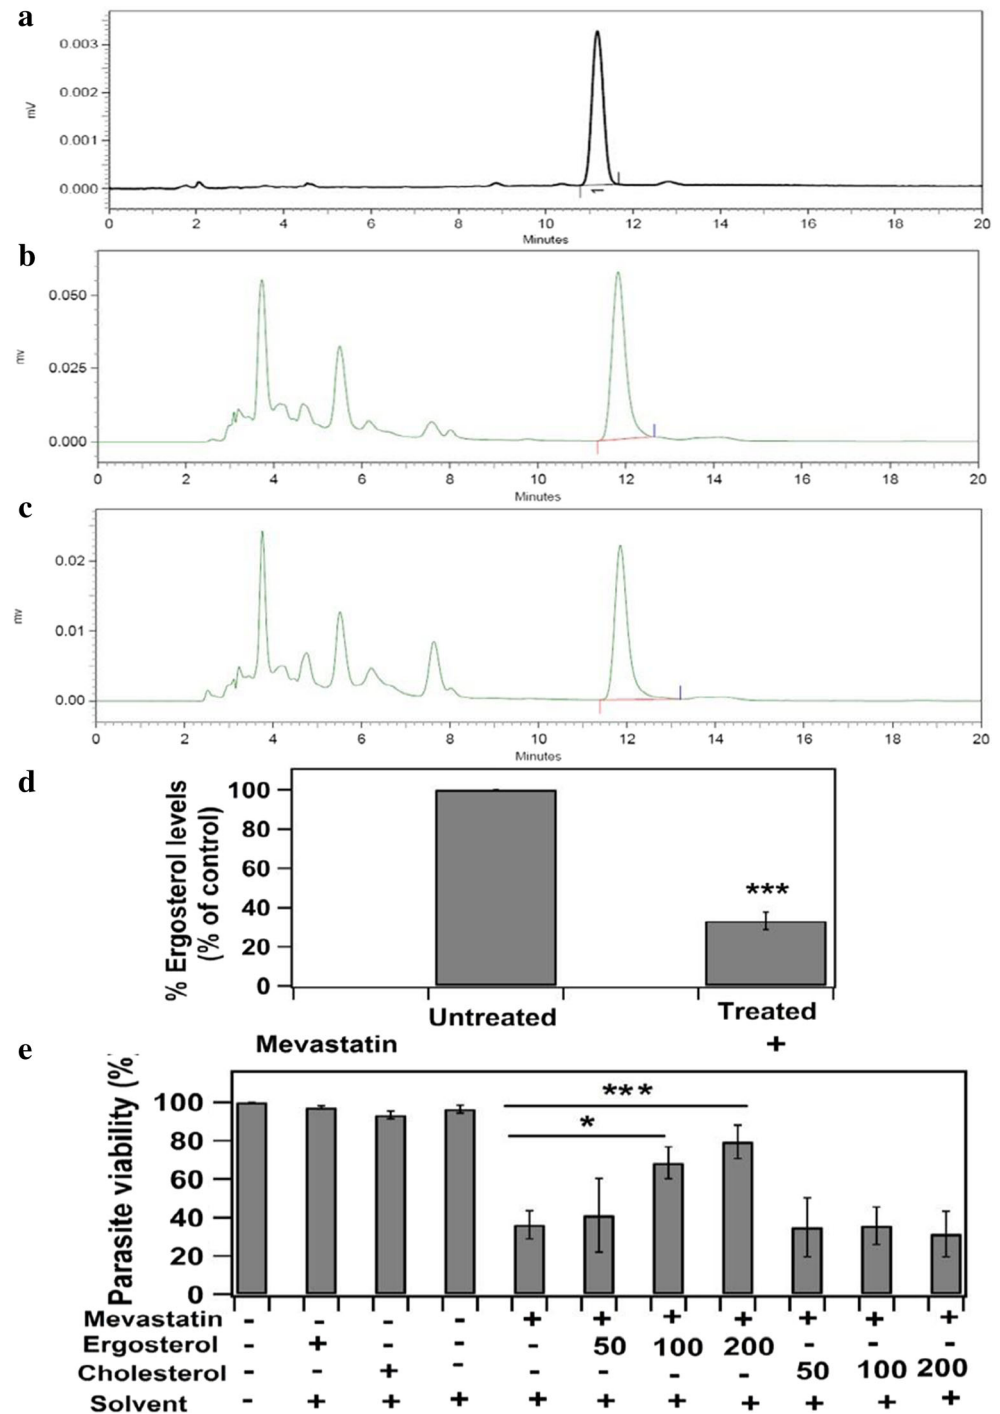 a
mV
0.003
0.002
0.001
0.000
0 2 4 6 8 10 12 14 16 18 20
1
Minutes
b
mv
0.050
0.025
0.000
0 2 4 6 8 10 12 14 16 18 20
Minutes
c
mv
0.02
0.01
0.00
0 2 4 6 8 10 12 14 16 18 20
Minutes
d
% Ergosterol levels
(% of control)
100
80
60
40
20
0
***
Untreated Treated
Mevastatin +
e
Parasite viability (%)
100
80
60
40
20
0
***
*
Mevastatin - - - - + + + + + + +
Ergosterol - + - - - 50 100 200 - - -
Cholesterol - - + - - - - - 50 100 200
Solvent - + + + + + + + + + +